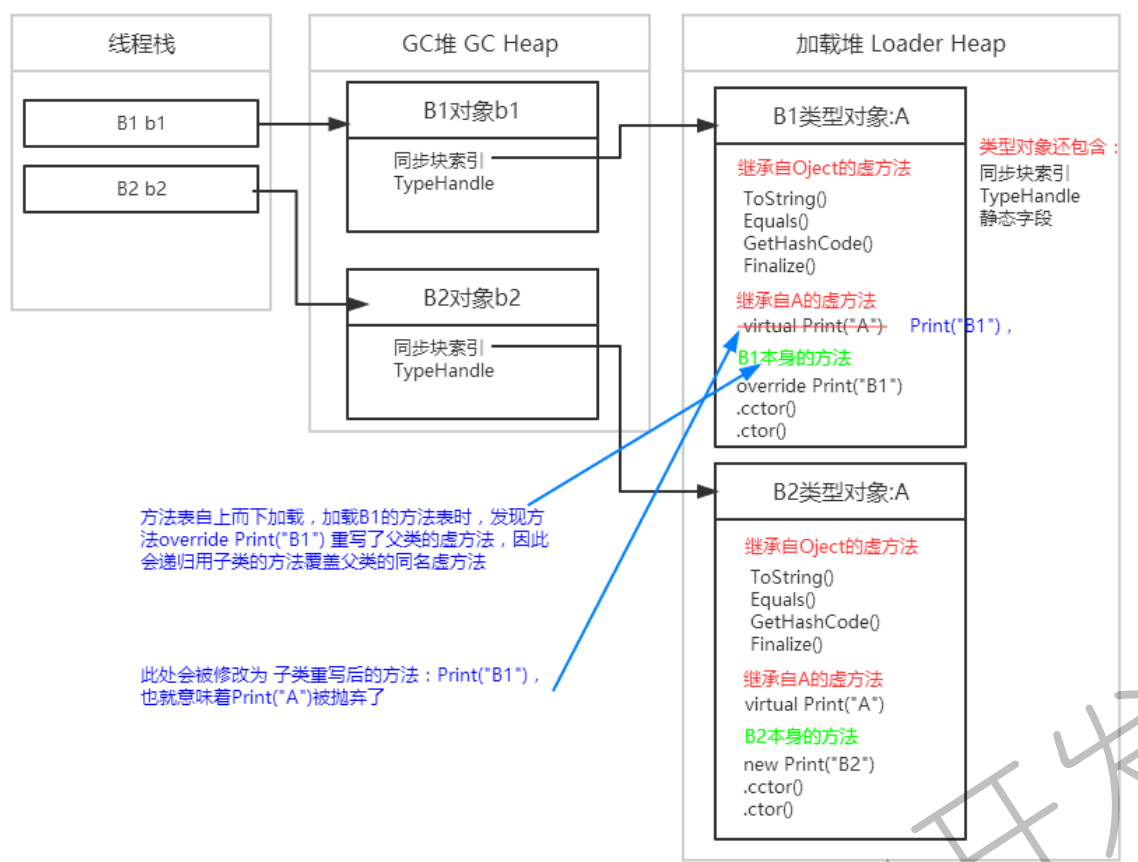 线程栈
B1 b1
B2 b2
GC堆 GC Heap
B1对象b1
同步块索引
TypeHandle
B2对象b2
同步块索引
TypeHandle
加载堆 Loader Heap
B1类型对象:A
继承自Oject的虚方法
ToString()
Equals()
GetHashCode()
Finalize()
继承自A的虚方法
virtual Print("A") Print("B1") ,
B1本身的方法
override Print("B1")
.cctor()
.ctor()
类型对象还包含：
同步块索引
TypeHandle
静态字段
B2类型对象:A
继承自Oject的虚方法
ToString()
Equals()
GetHashCode()
Finalize()
继承自A的虚方法
virtual Print("A")
B2本身的方法
new Print("B2")
.cctor()
.ctor()
方法表自上而下加载，加载B1的方法表时，发现方
法override Print("B1") 重写了父类的虚方法，因此
会递归用子类的方法覆盖父类的同名虚方法
此处会被修改为 子类重写后的方法：Print("B1")，
也就意味着Print("A")被抛弃了
开发